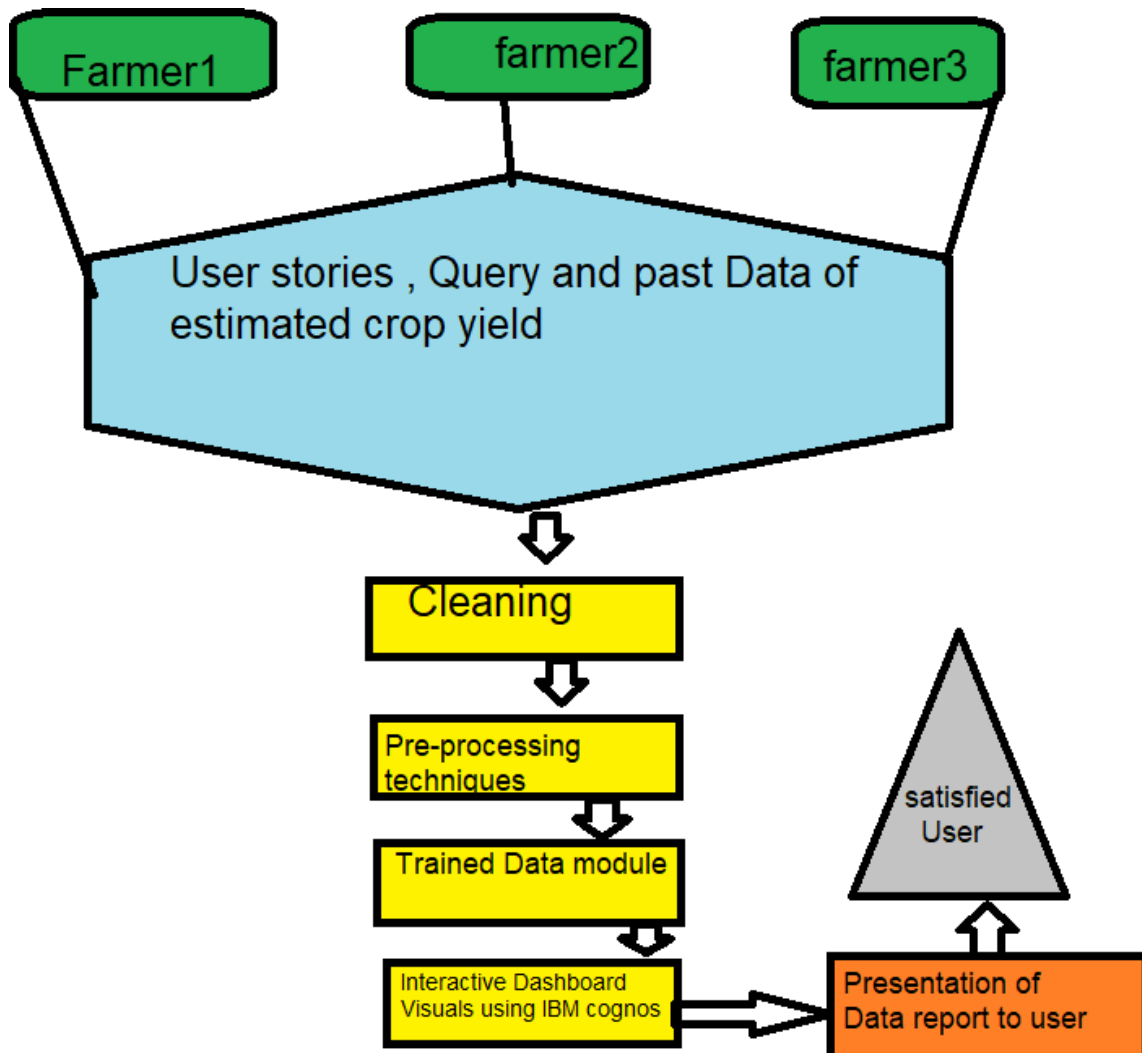 Farmer1
farmer2
farmer3
User stories , Query and past Data of
estimated crop yield
Cleaning
Pre-processing
techniques
Trained Data module
Interactive Dashboard
Visuals using IBM cognos
Presentation of
Data report to user
satisfied
User